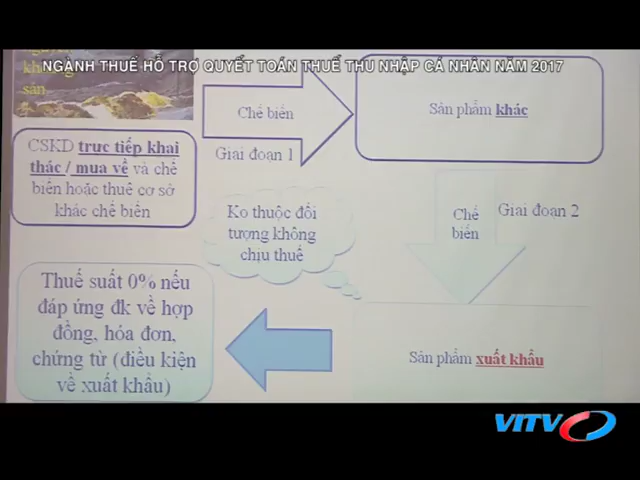 NGÀNH THUẾ HỖ TRỢ QUYẾT TOÁN THUẾ THU NHẬP CÁ NHÂN NĂM 2017
sản
CSKD trực tiếp khai
thác / mua về và chế
biến hoặc thuê cơ sở
khác chế biến
Chế biến
Giai đoạn 1
Sản phẩm khác
Chế
biến
Giai đoạn 2
Ko thuộc đối
tượng không
chịu thuế
Sản phẩm xuất khẩu
Thuế suất 0% nếu
đáp ứng đk về hợp
đồng, hóa đơn,
chứng từ (điều kiện
về xuất khẩu)
VITV